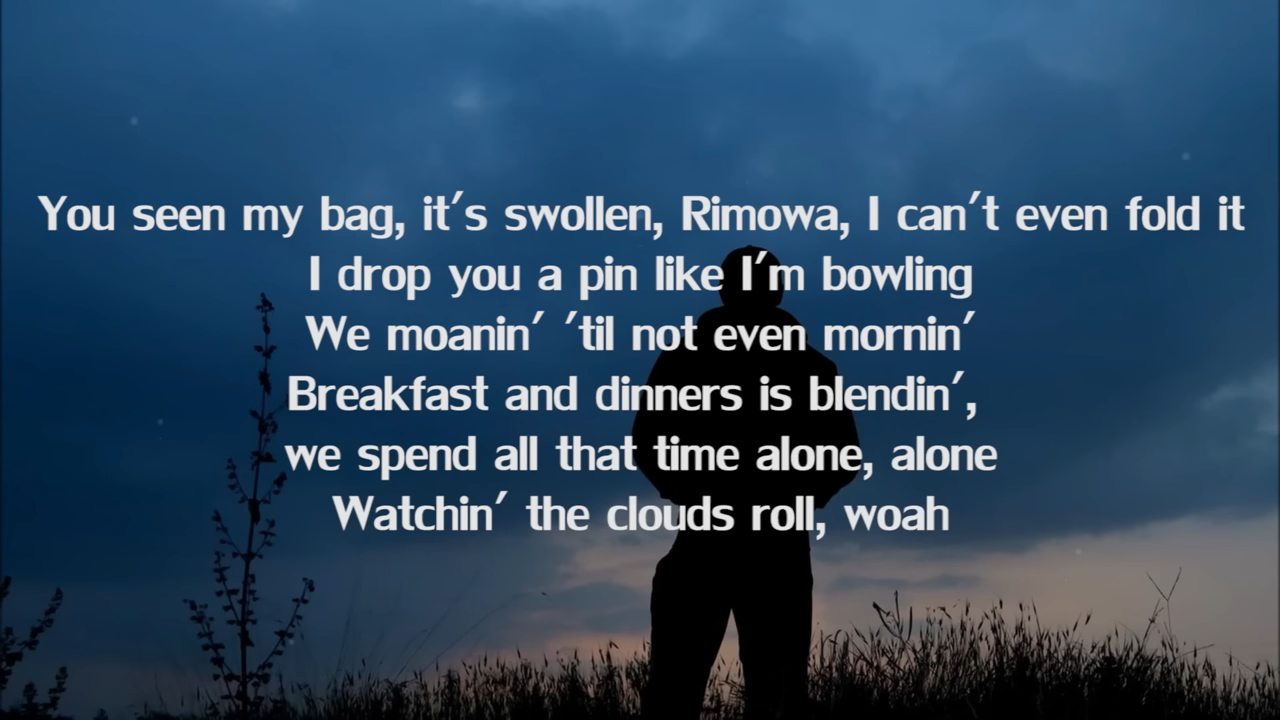 You seen my bag, it's swollen, Rimowa, I can't even fold it
I drop you a pin like I'm bowling
We moanin' 'til not even mornin'
Breakfast and dinners is blendin',
we spend all that time alone, alone
Watchin' the clouds roll, woah